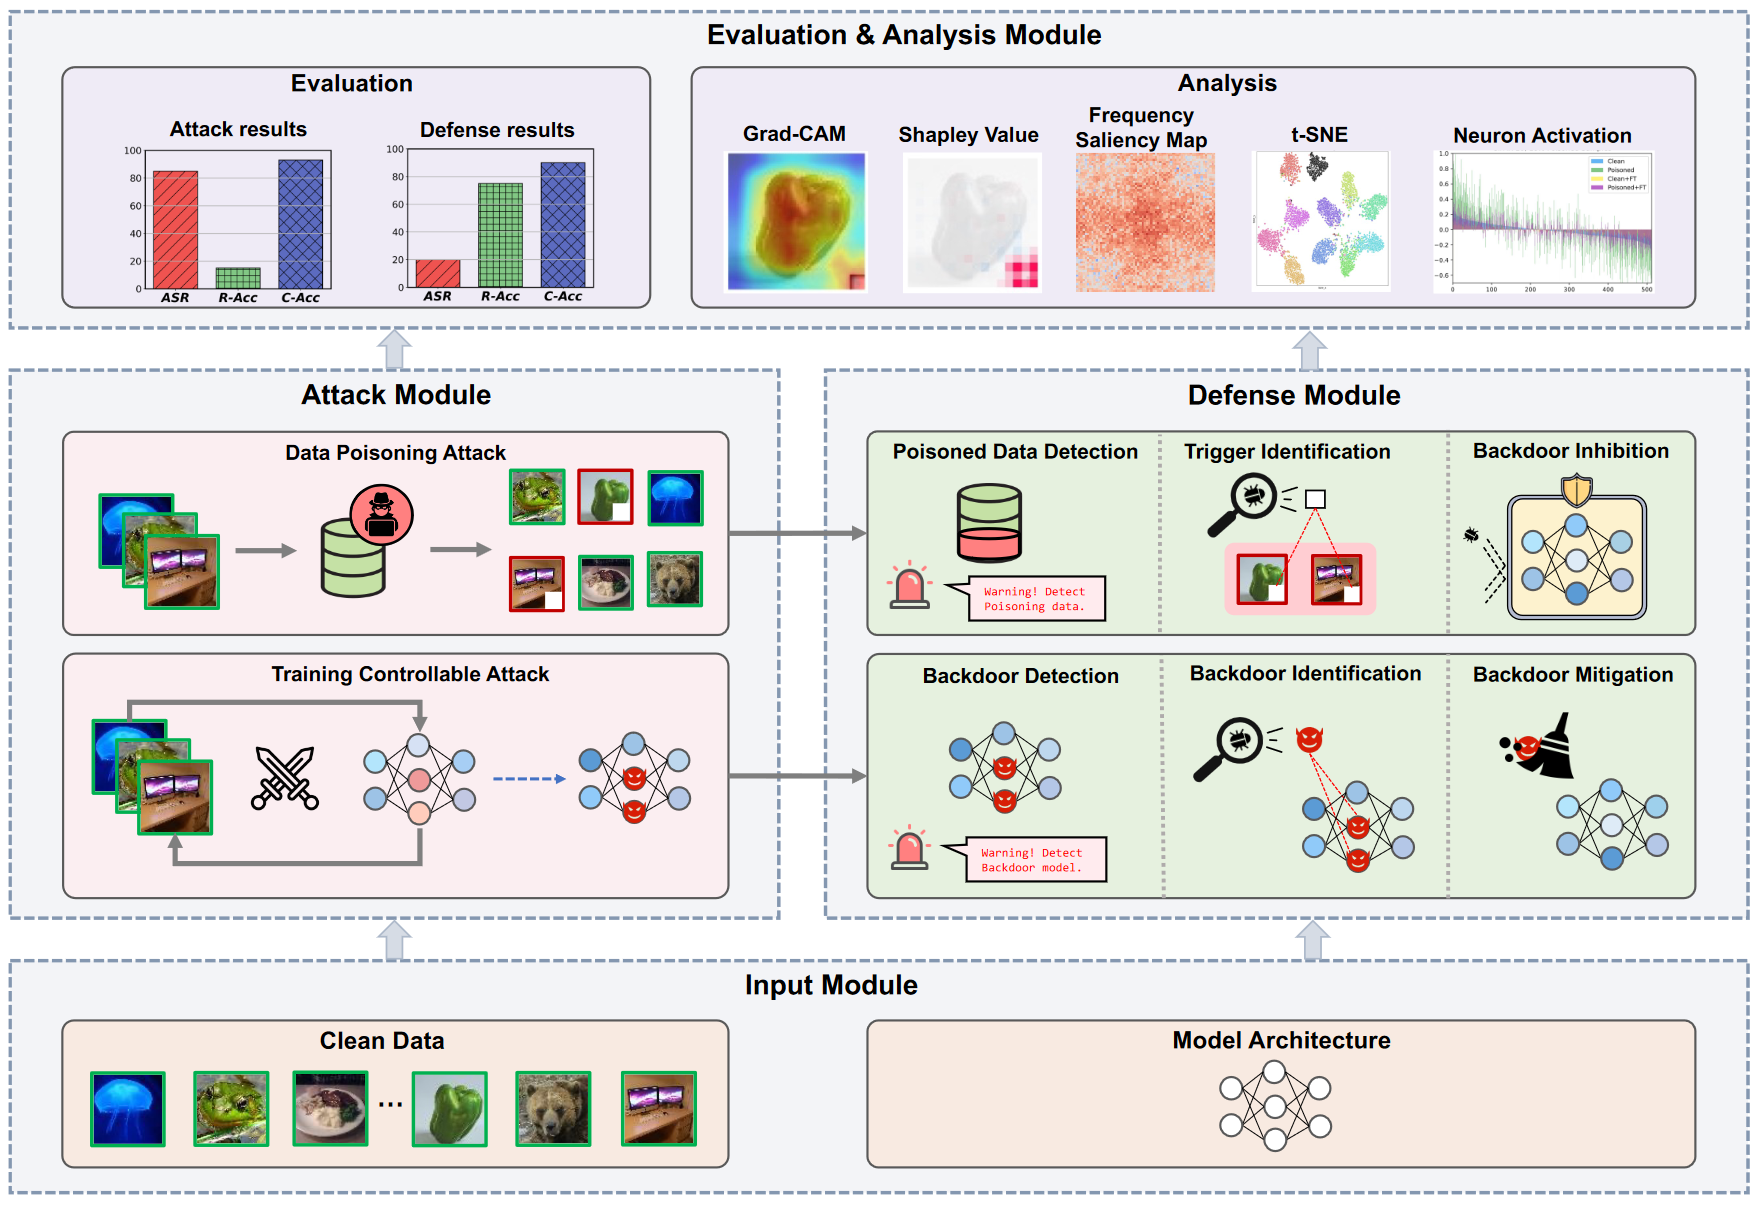 Evaluation & Analysis Module
Evaluation
Attack results
100
80
60
40
20
0
ASR R-Acc C-Acc
Defense results
100
80
60
40
20
0
ASR R-Acc C-Acc
Analysis
Grad-CAM
Shapley Value
Frequency
Saliency Map
t-SNE
Neuron Activation
1.0
0.8
0.6
0.4
0.2
0.0
−0.2
−0.4
−0.6
Clean
Poisoned
Clean+FT
Poisoned+FT
0 100 200 300 400 500
Attack Module
Data Poisoning Attack
Training Controllable Attack
Defense Module
Poisoned Data Detection
Warning! Detect
Poisoning data.
Trigger Identification
Backdoor Inhibition
Backdoor Detection
Warning! Detect
Backdoor model.
Backdoor Identification
Backdoor Mitigation
Input Module
Clean Data
...
Model Architecture